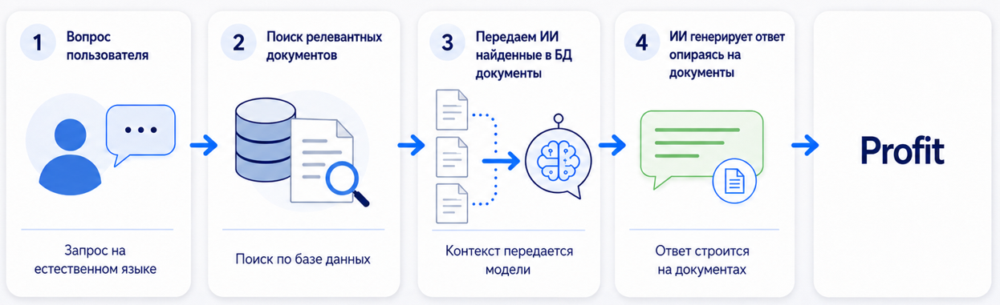 1
Вопрос
пользователя
Запрос на
естественном языке
2
Поиск релевантных
документов
Поиск по базе данных
3
Передаем ИИ
найденные в БД
документы
Контекст передается
модели
4
ИИ генерирует ответ
опираясь на
документы
Ответ строится
на документах
Profit